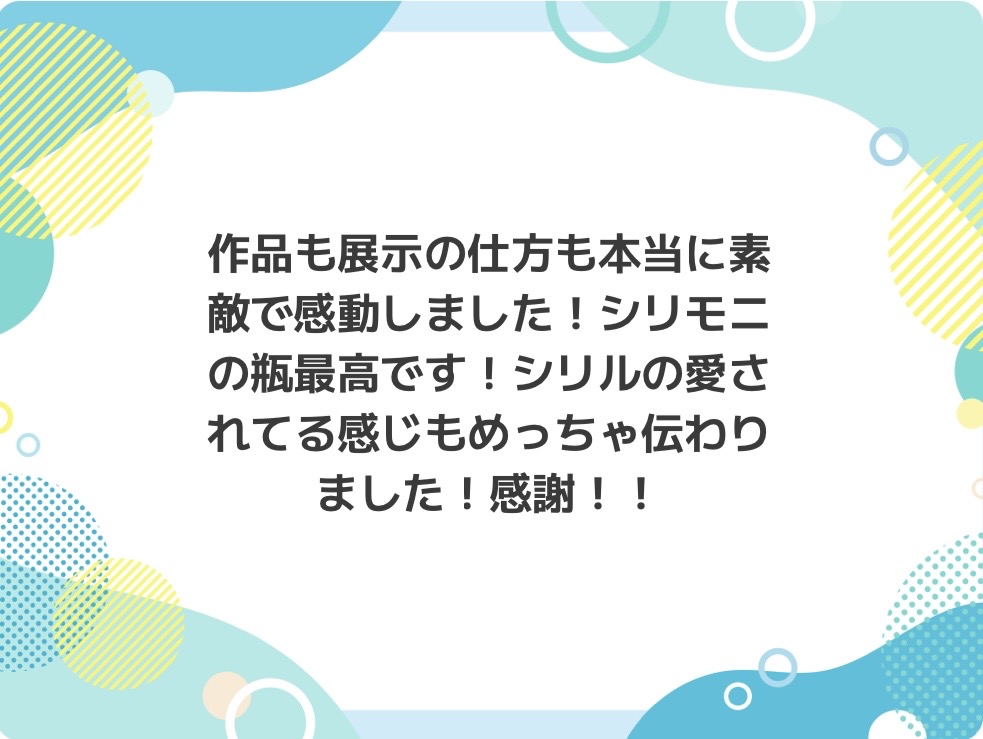 作品も展示の仕方も本当に素
敵で感動しました！シリモニ
の瓶最高です！シリルの愛さ
れてる感じもめっちゃ伝わり
ました！感謝！！